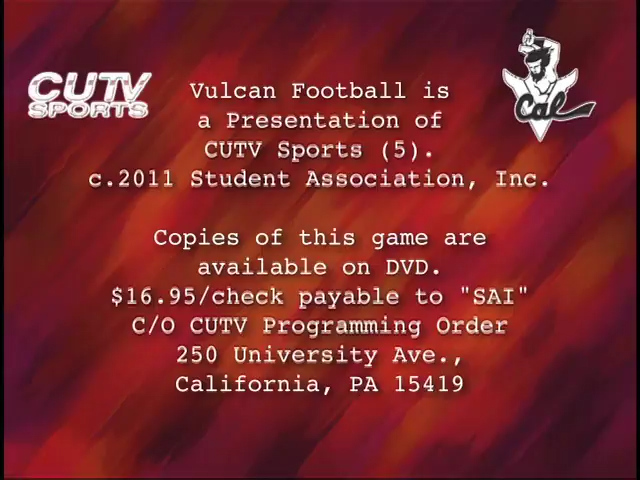 CUTV
SPORTS
Cal
Vulcan Football is
a Presentation of
CUTV Sports (5).
c.2011 Student Association, Inc.
Copies of this game are
available on DVD.
$16.95/check payable to "SAI"
C/O CUTV Programming Order
250 University Ave.,
California, PA 15419